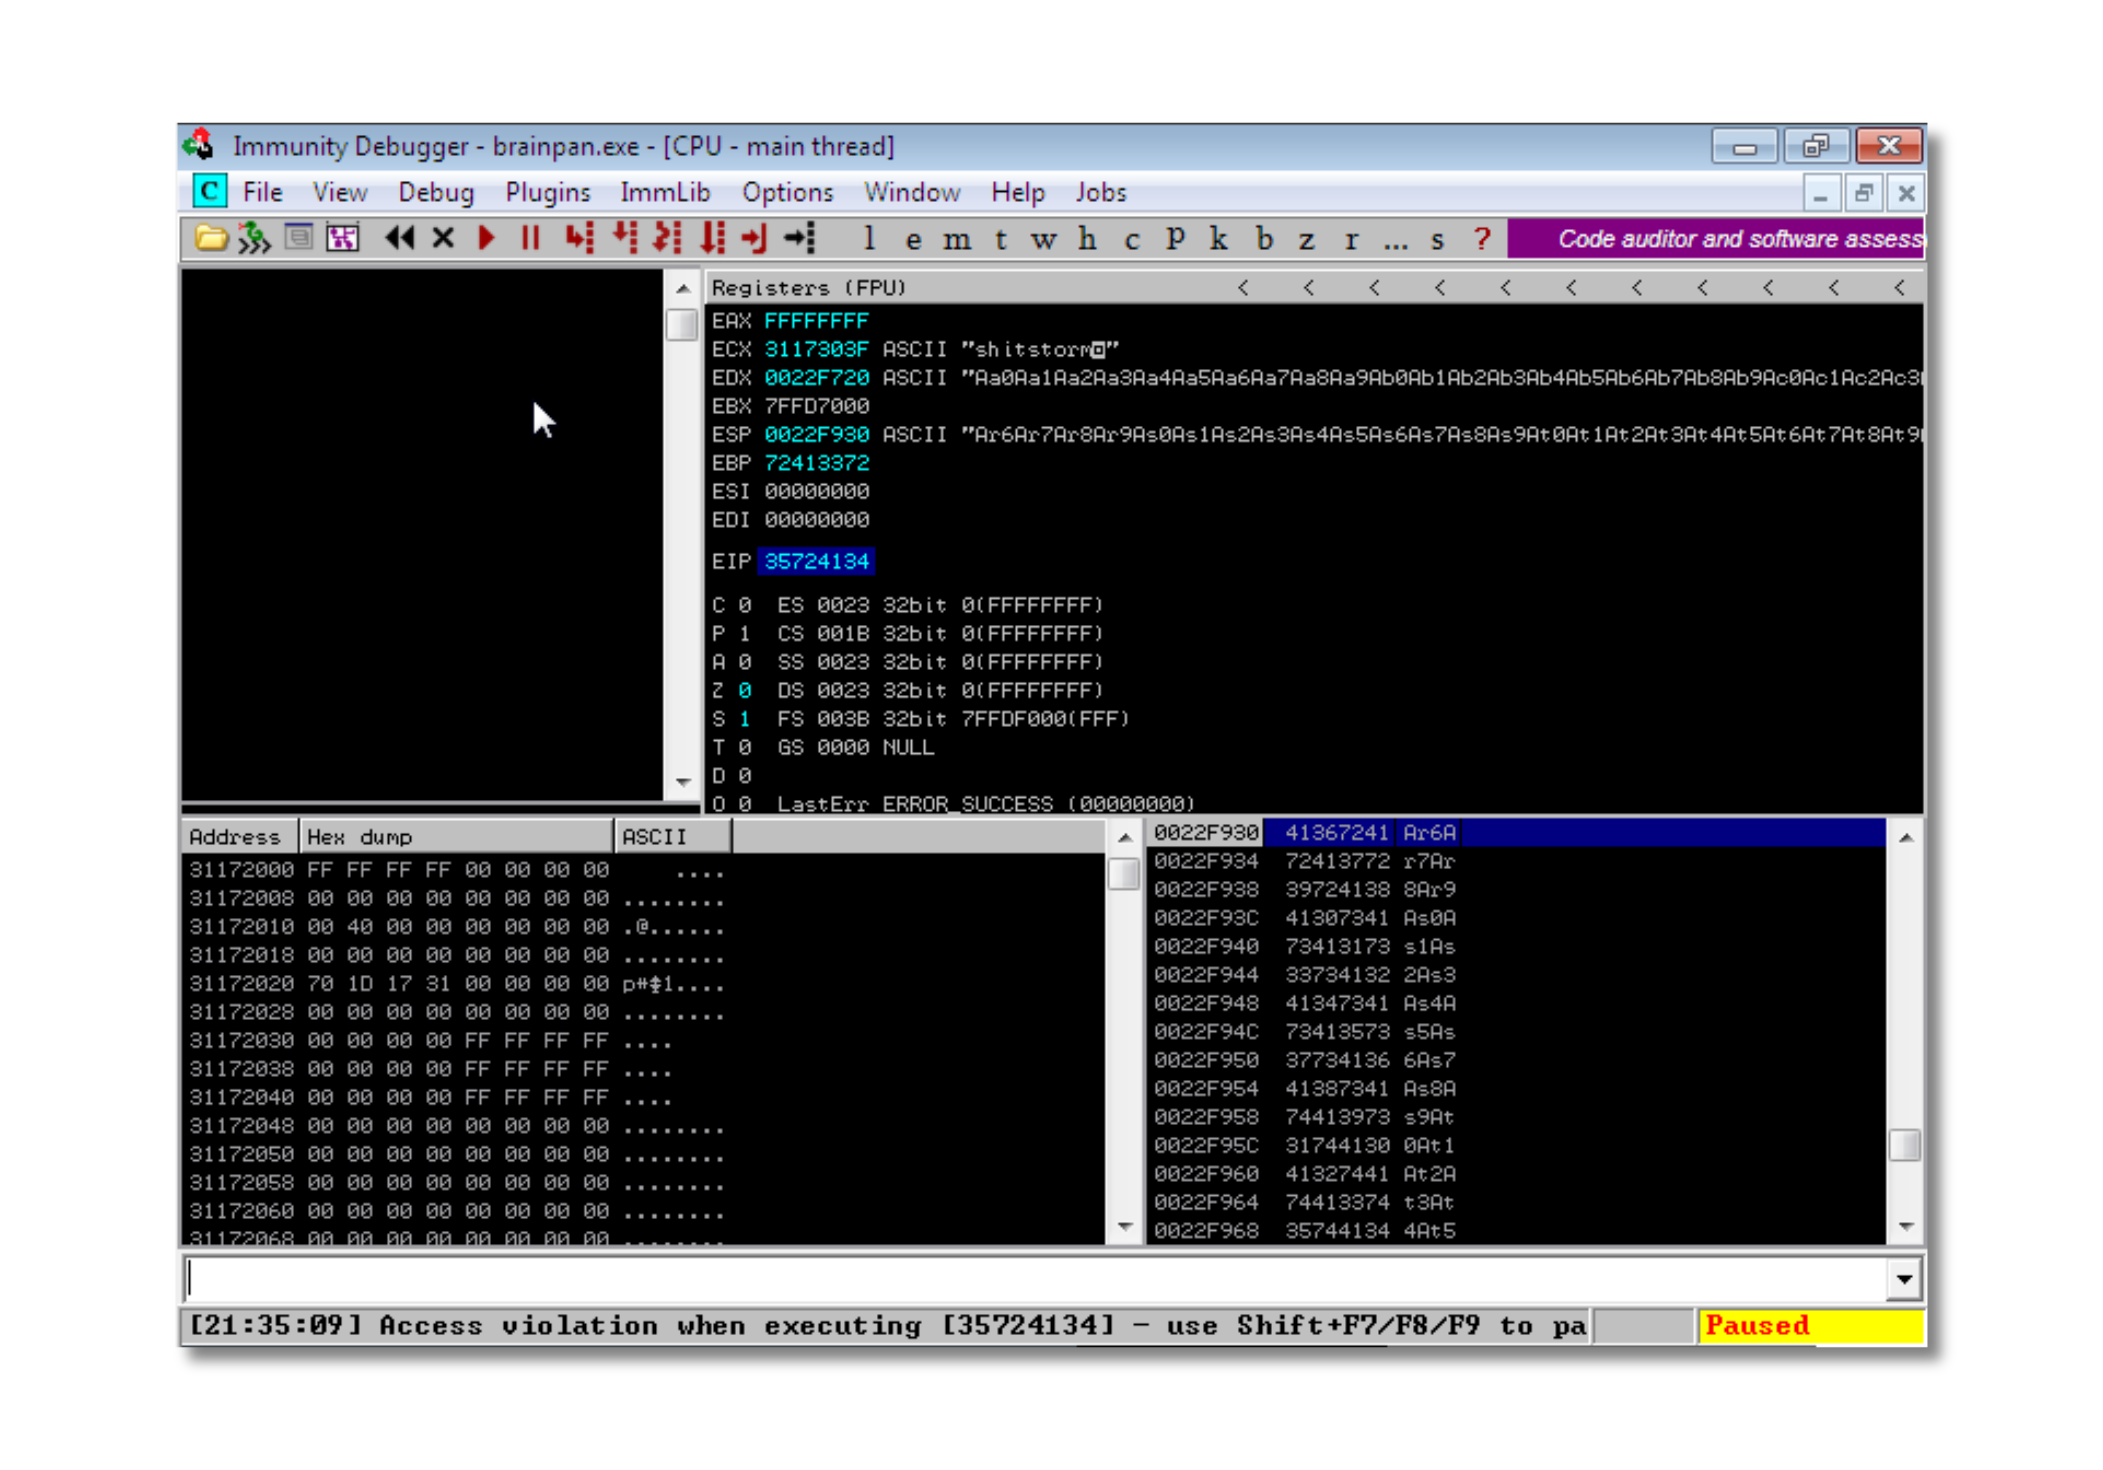 Immunity Debugger - brainpan.exe - [CPU - main thread]
C File View Debug Plugins ImmLib Options Window Help Jobs
l e m t w h c P k b z r ... s ? Code auditor and software assess
Registers (FPU) < < < < < < < < < < <
EAX FFFFFFFF
ECX 3117303F ASCII "shitstorm"
EDX 0022F720 ASCII "Aa0Aa1Aa2Aa3Aa4Aa5Aa6Aa7Aa8Aa9Ab0Ab1Ab2Ab3Ab4Ab5Ab6Ab7Ab8Ab9Ac0Ac1Ac2Ac3
EBX 7FFD7000
ESP 0022F930 ASCII "Ar6Ar7Ar8Ar9As0As1As2As3As4As5As6As7As8As9At0At1At2At3At4At5At6At7At8At9
EBP 72413372
ESI 00000000
EDI 00000000
EIP 35724134
C 0 ES 0023 32bit 0(FFFFFFFF)
P 1 CS 001B 32bit 0(FFFFFFFF)
A 0 SS 0023 32bit 0(FFFFFFFF)
Z 0 DS 0023 32bit 0(FFFFFFFF)
S 1 FS 003B 32bit 7FFDF000(FFF)
T 0 GS 0000 NULL
D 0
O 0 LastErr ERROR_SUCCESS (00000000)
Address Hex dump ASCII
31172000 FF FF FF FF 00 00 00 00 ....
31172008 00 00 00 00 00 00 00 00 ........
31172010 00 40 00 00 00 00 00 00 .@......
31172018 00 00 00 00 00 00 00 00 ........
31172020 70 1D 17 31 00 00 00 00 p#‡1....
31172028 00 00 00 00 00 00 00 00 ........
31172030 00 00 00 00 FF FF FF FF ....
31172038 00 00 00 00 FF FF FF FF ....
31172040 00 00 00 00 FF FF FF FF ....
31172048 00 00 00 00 00 00 00 00 ........
31172050 00 00 00 00 00 00 00 00 ........
31172058 00 00 00 00 00 00 00 00 ........
31172060 00 00 00 00 00 00 00 00 ........
31172068 00 00 00 00 00 00 00 00 ........
0022F930 41367241 Ar6A
0022F934 72413772 r7Ar
0022F938 39724138 8Ar9
0022F93C 41307341 As0A
0022F940 73413173 s1As
0022F944 33734132 2As3
0022F948 41347341 As4A
0022F94C 73413573 s5As
0022F950 37734136 6As7
0022F954 41387341 As8A
0022F958 74413973 s9At
0022F95C 31744130 0At1
0022F960 41327441 At2A
0022F964 74413374 t3At
0022F968 35744134 4At5
[21:35:09] Access violation when executing [35724134] - use Shift+F7/F8/F9 to pa
Paused